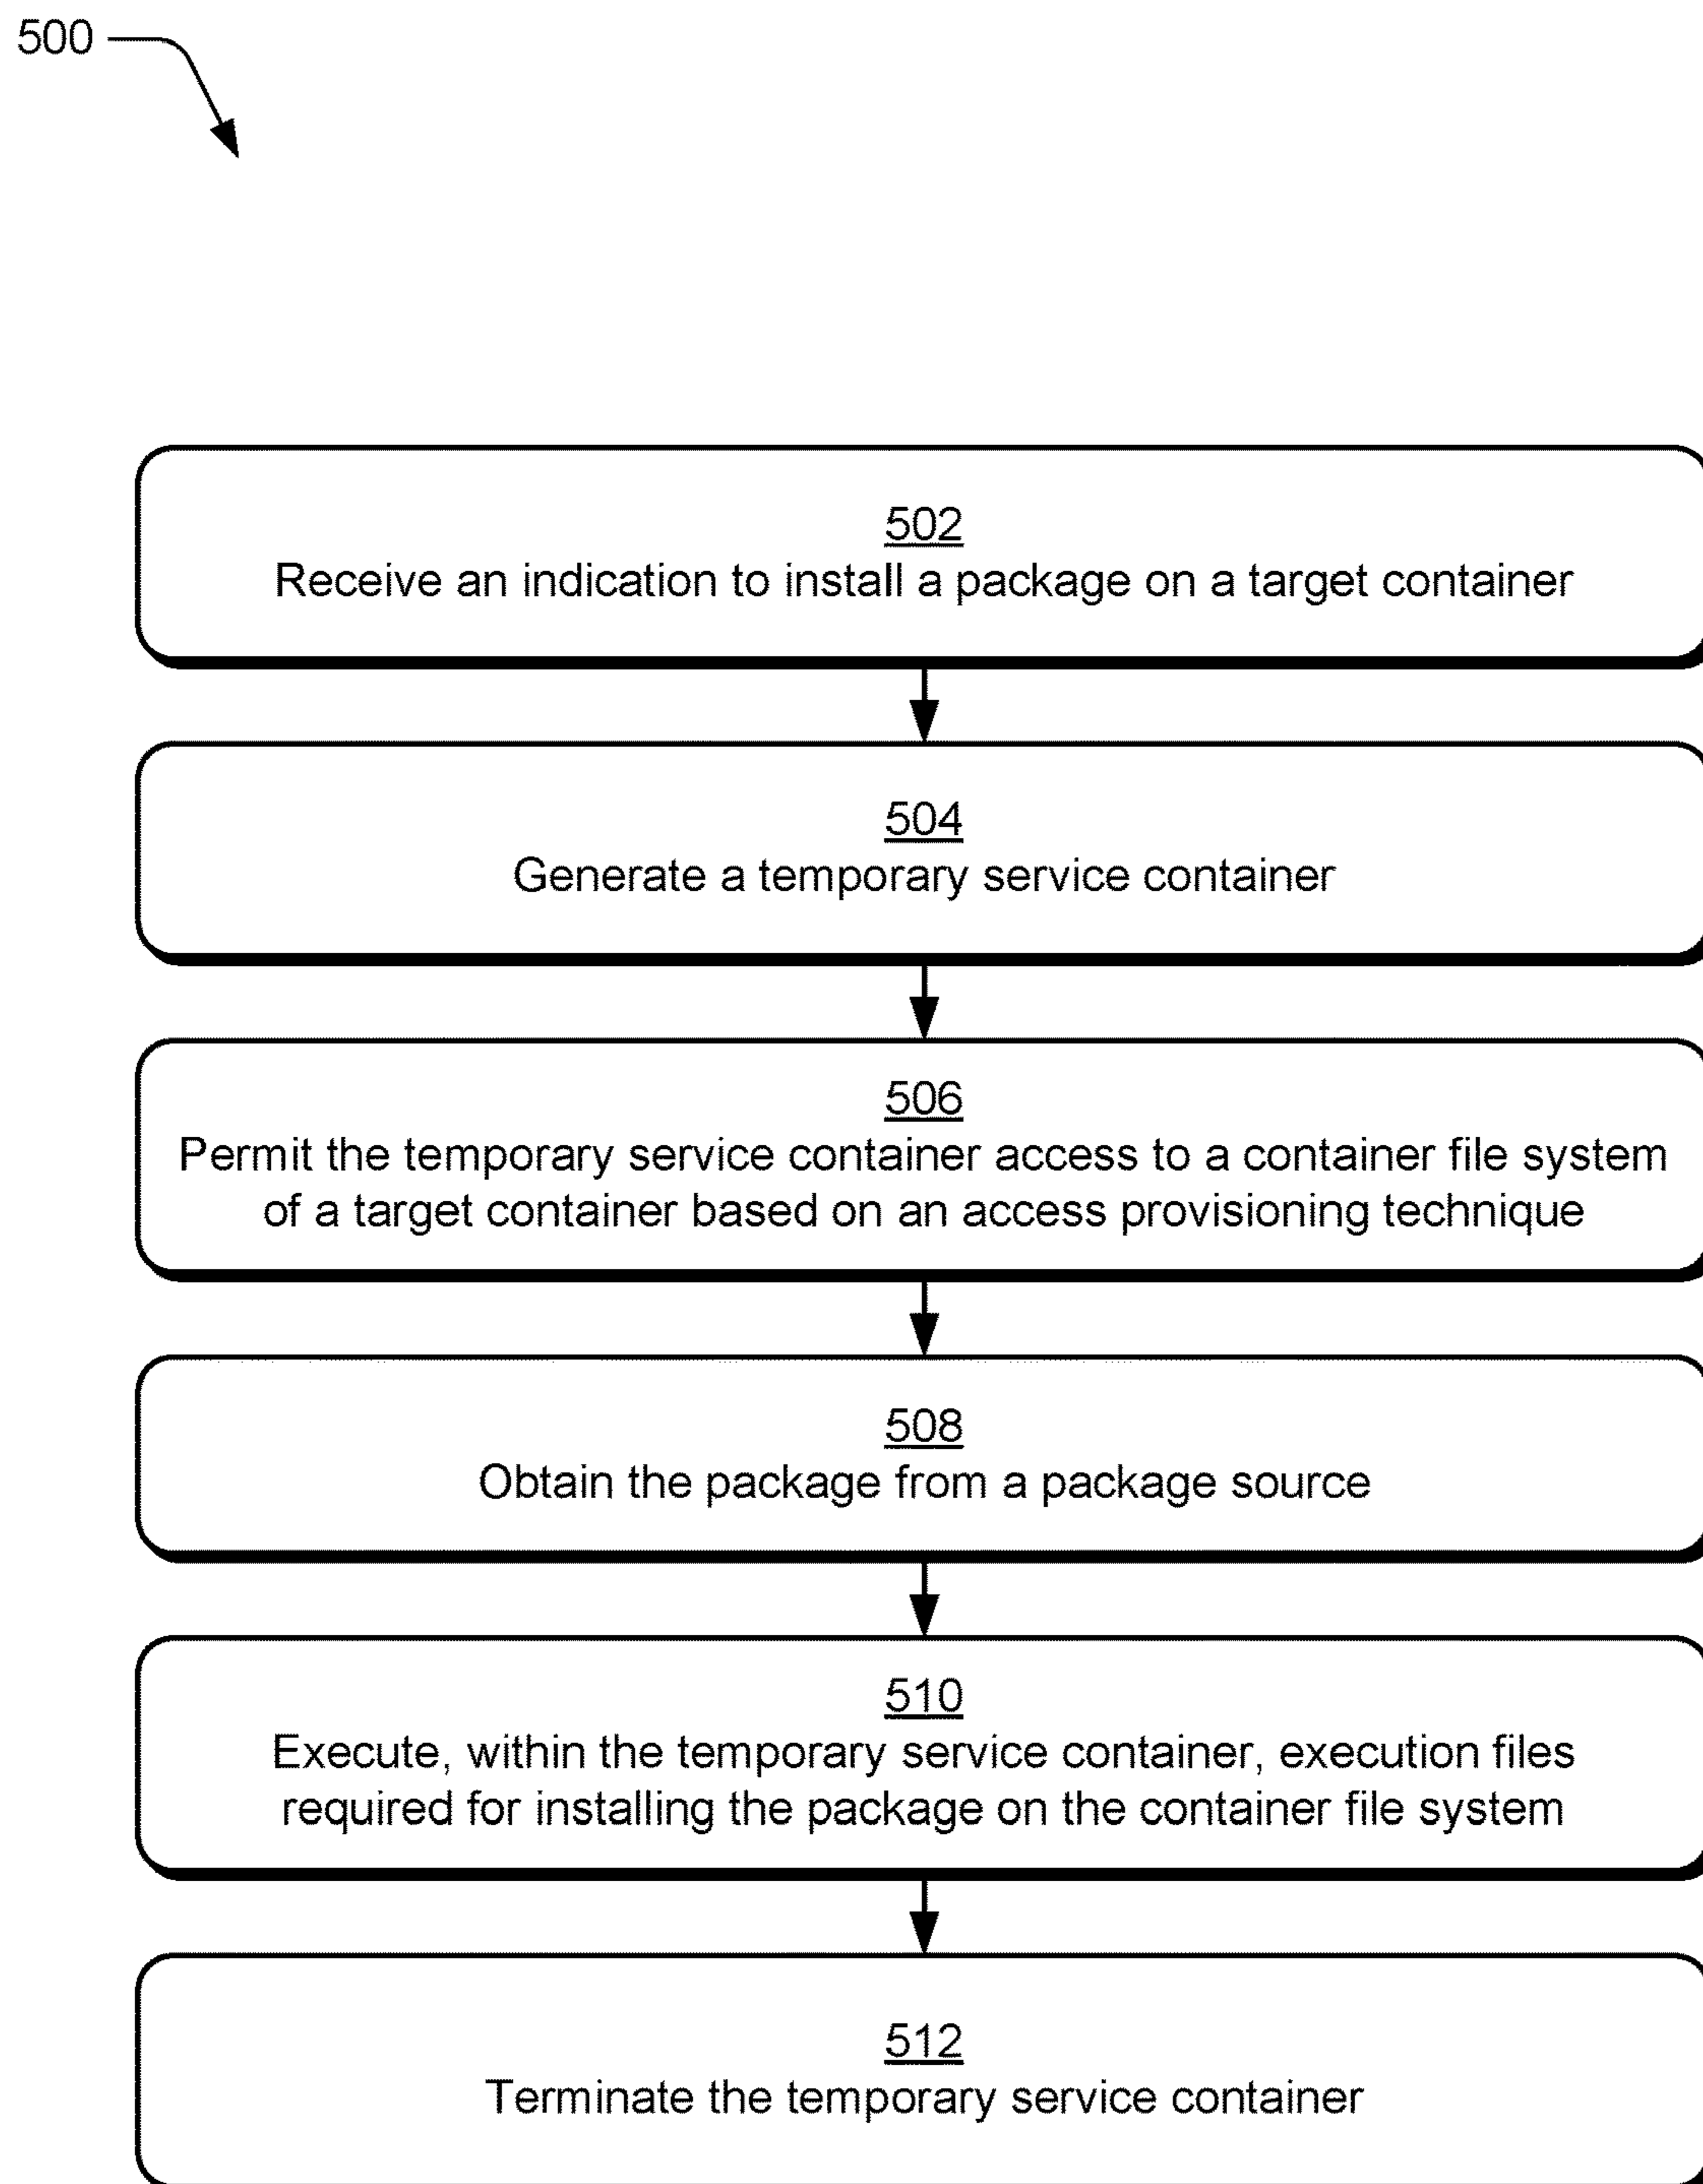 500
502
Receive an indication to install a package on a target container
504
Generate a temporary service container
506
Permit the temporary service container access to a container file system
of a target container based on an access provisioning technique
508
Obtain the package from a package source
510
Execute, within the temporary service container, execution files
required for installing the package on the container file system
512
Terminate the temporary service container